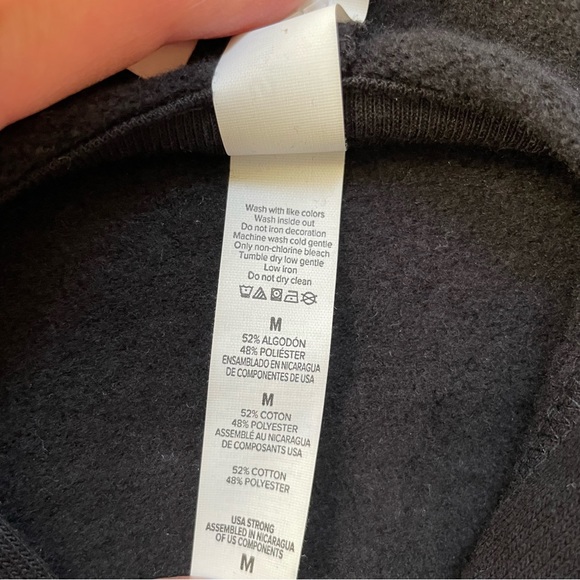 Wash with like colors
Wash inside out
Do not iron decoration
Machine wash cold gentle
Only non-chlorine bleach
Tumble dry low gentle
Low iron
Do not dry clean
M
52% ALGODÓN
48% POLIÉSTER
ENSAMBLADO EN NICARAGUA
DE COMPONENTES DE USA
M
52% COTON
48% POLYESTER
ASSEMBLÉ AU NICARAGUA
DE COMPOSANTS USA
52% COTTON
48% POLYESTER
USA STRONG
ASSEMBLED IN NICARAGUA
OF US COMPONENTS
M